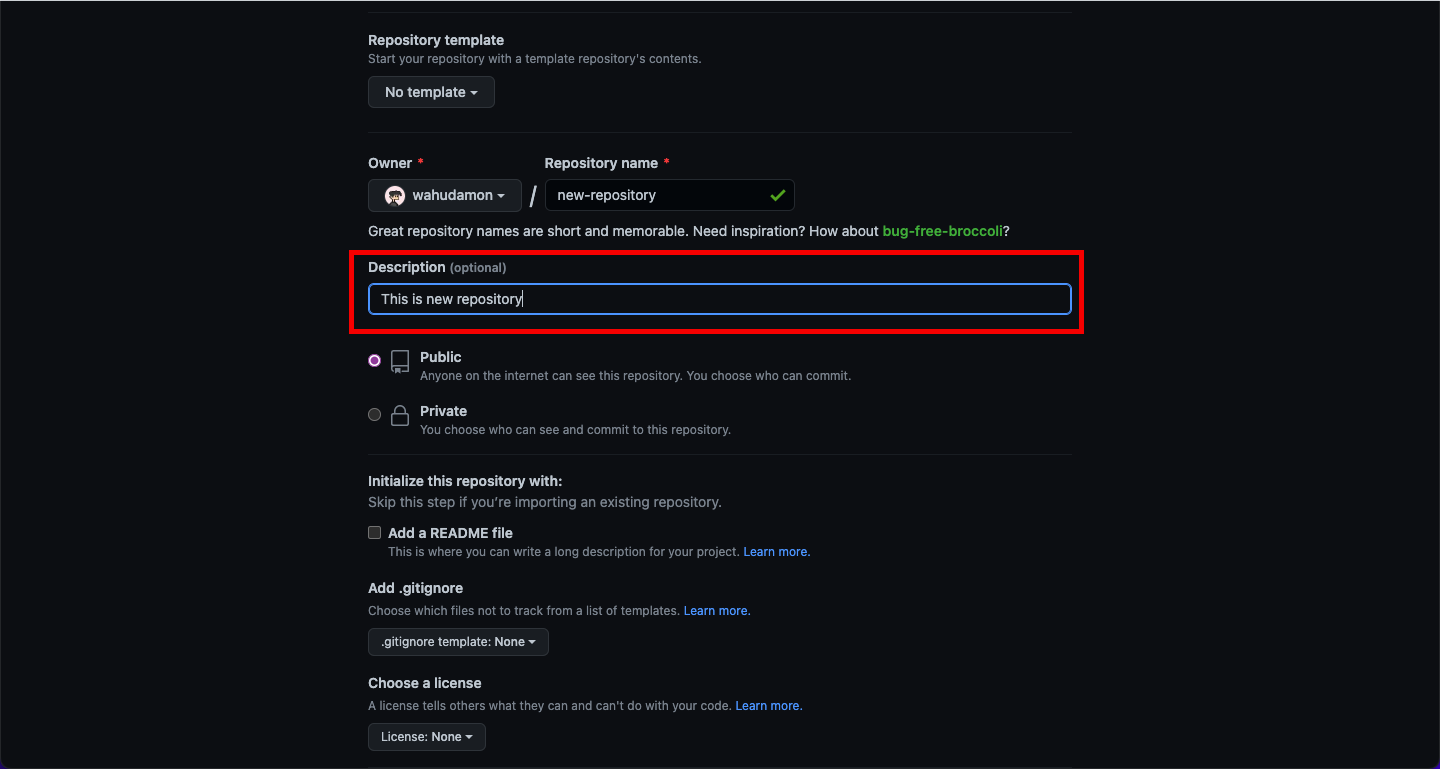 Repository template
Start your repository with a template repository's contents.
No template
Owner * Repository name *
wahudamon / new-repository
Great repository names are short and memorable. Need inspiration? How about bug-free-broccoli?
Description (optional)
This is new repository
Public
Anyone on the internet can see this repository. You choose who can commit.
Private
You choose who can see and commit to this repository.
Initialize this repository with:
Skip this step if you’re importing an existing repository.
Add a README file
This is where you can write a long description for your project. Learn more.
Add .gitignore
Choose which files not to track from a list of templates. Learn more.
.gitignore template: None
Choose a license
A license tells others what they can and can't do with your code. Learn more.
License: None